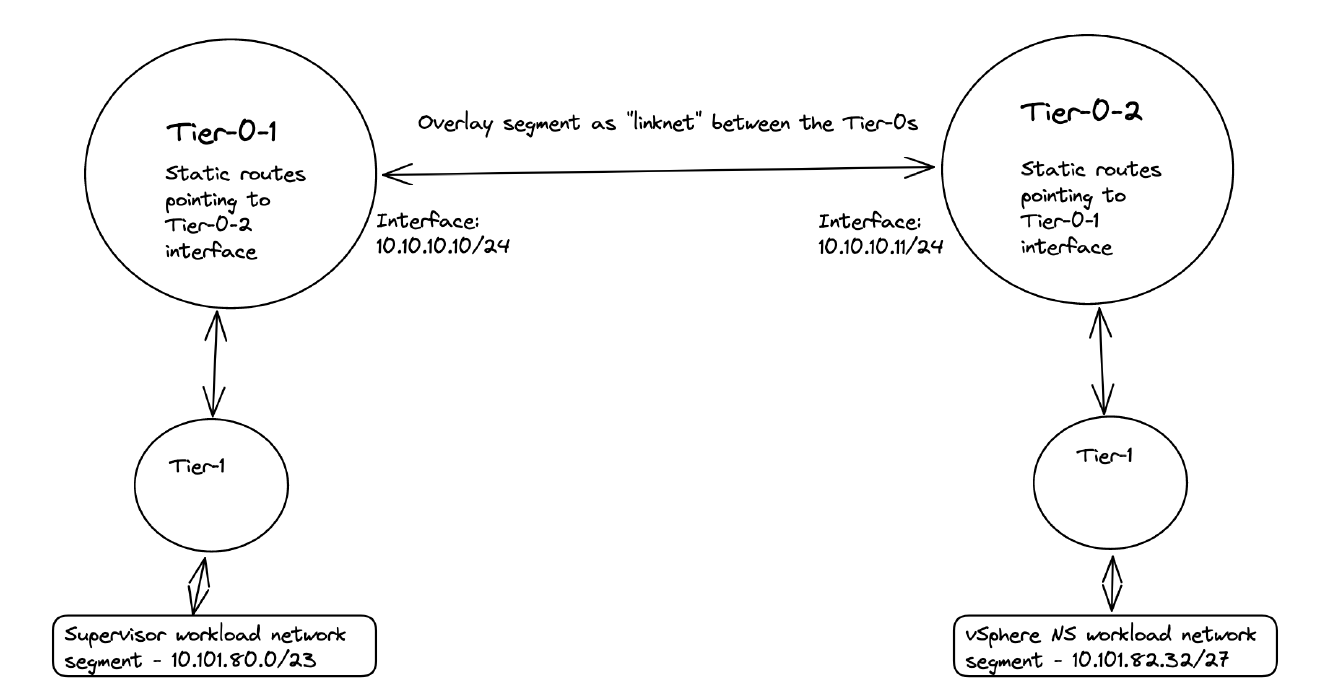 Tier-0-1
Static routes
pointing to
Tier-0-2
interface
Overlay segment as "linknet" between the Tier-0s
Interface:
10.10.10.10/24
Interface:
10.10.10.11/24
Tier-0-2
Static routes
pointing to
Tier-0-1
interface
Tier-1
Tier-1
Supervisor workload network
segment - 10.101.80.0/23
vSphere NS workload network
segment - 10.101.82.32/27